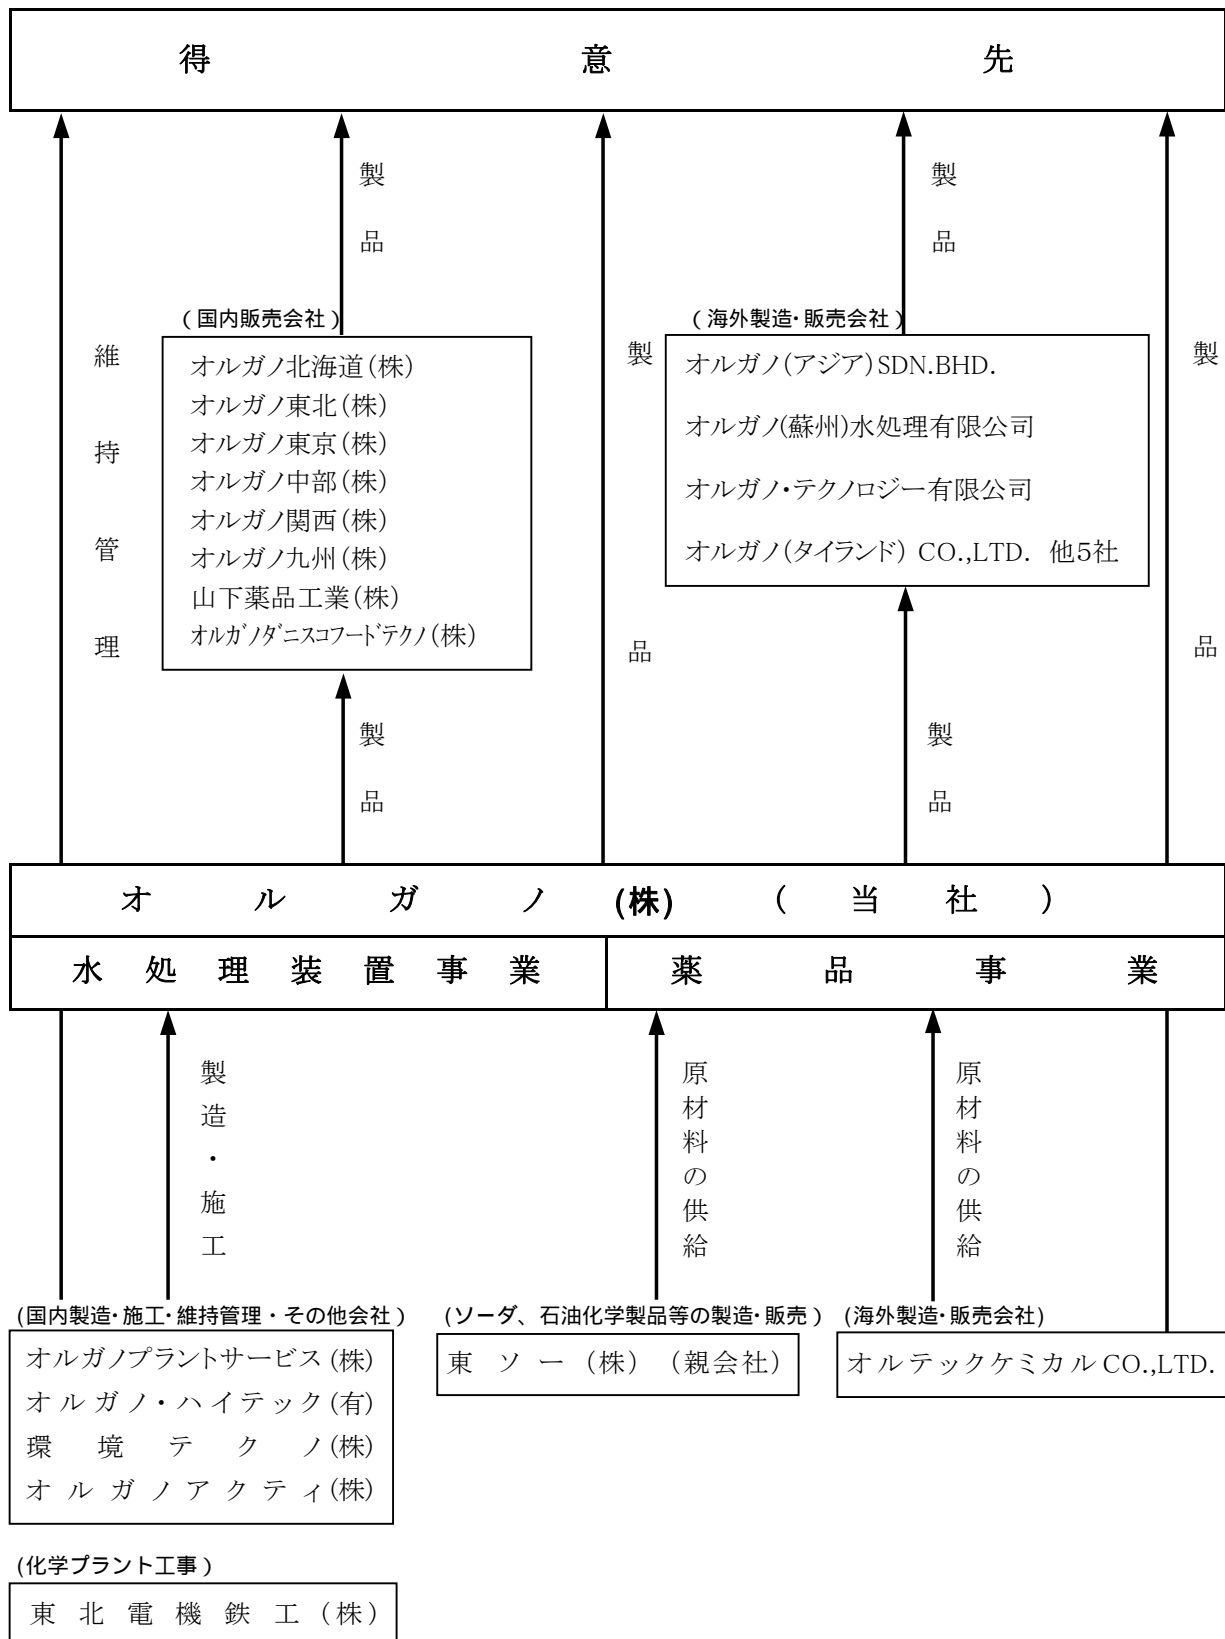 得意先
製品
製品
(国内販売会社)
オルガノ北海道(株)
オルガノ東北(株)
オルガノ東京(株)
オルガノ中部(株)
オルガノ関西(株)
オルガノ九州(株)
山下薬品工業(株)
オルガノダニスコフードテクノ(株)
(海外製造・販売会社)
オルガノ(アジア)SDN.BHD.
オルガノ(蘇州)水処理有限公司
オルガノ・テクノロジー有限公司
オルガノ(タイランド) CO.,LTD. 他5社
維持管理
製品
製品
製品
製品
オルガノ(株)(当社)
水処理装置事業
薬品事業
製造・施工
原材料の供給
原材料の供給
(国内製造・施工・維持管理・その他会社)
オルガノプラントサービス(株)
オルガノ・ハイテック(有)
環境テクノ(株)
オルガノアクティ(株)
(ソーダ、石油化学製品等の製造・販売)
東ソー(株)(親会社)
(海外製造・販売会社)
オルテックケミカルCO.,LTD.
(化学プラント工事)
東北電機鉄工(株)